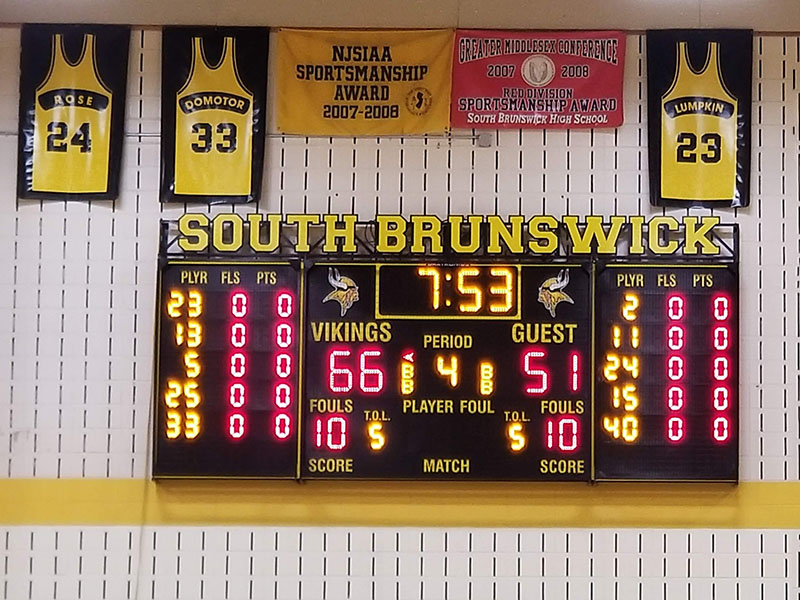 ROSE
24
DOMOTOR
33
NJSIAA
SPORTSMANSHIP
AWARD
2007-2008
GREATER MIDDLESEX CONFERENCE
2007 2008
RED DIVISION
SPORTSMANSHIP AWARD
SOUTH BRUNSWICK HIGH SCHOOL
LUMPKIN
23
SOUTH BRUNSWICK
PLYR FLS PTS
23 0 0
13 0 0
5 0 0
25 0 0
33 0 0
7:53
VIKINGS PERIOD GUEST
66 B B 4 B B 51
FOULS T.O.L. PLAYER FOUL T.O.L. FOULS
10 5 5 10
SCORE MATCH SCORE
PLYR FLS PTS
2 0 0
11 0 0
24 0 0
15 0 0
40 0 0